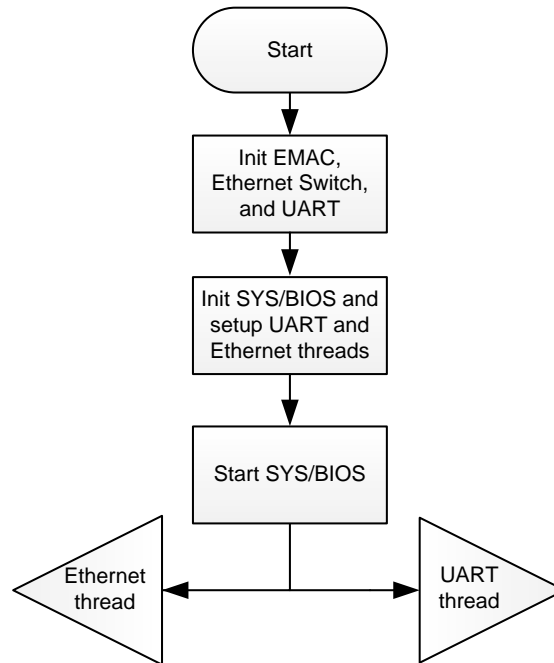 Start
Init EMAC,
Ethernet Switch,
and UART
Init SYS/BIOS and
setup UART and
Ethernet threads
Start SYS/BIOS
Ethernet
thread
UART
thread